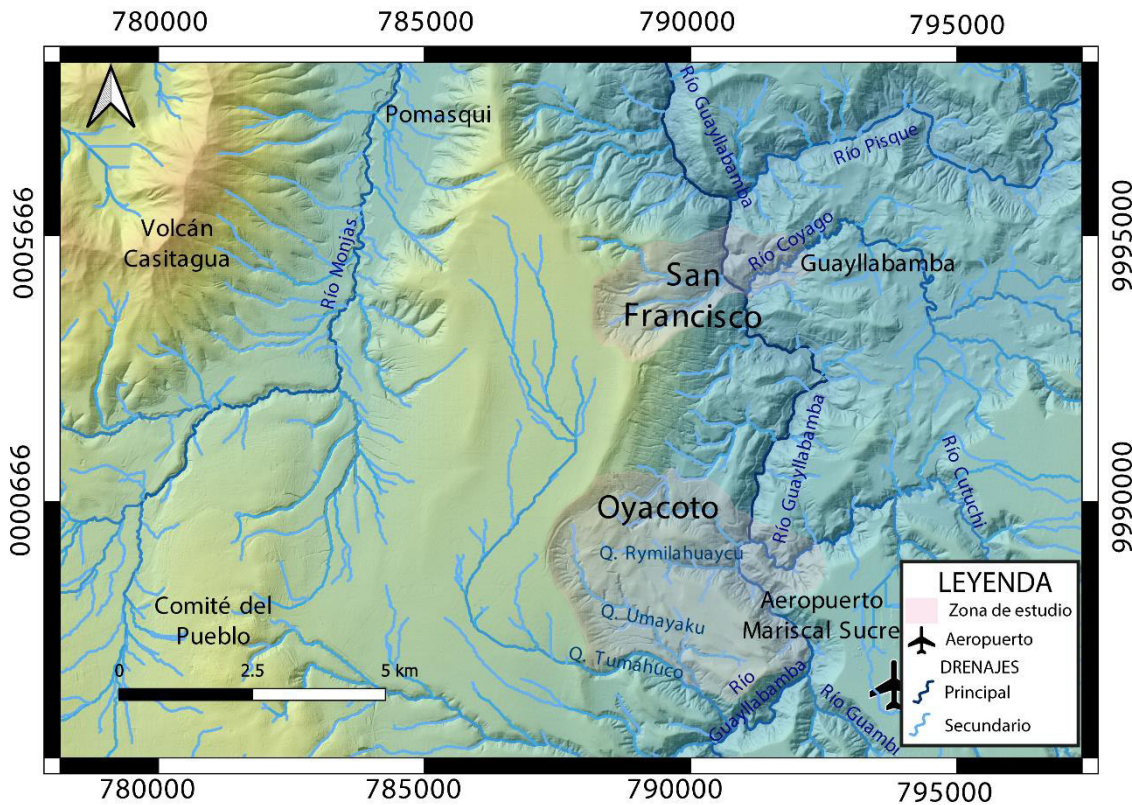 780000
785000
790000
795000
Pomasqui
Río Guayllabamba
Río Pisque
9995000
9995000
Volcán
Casitagua
Río Monjas
Río Coyago
Guayllabamba
San
Francisco
Río Guayllabamba
Río Cutuchi
9990000
9990000
Oyacoto
Q. Rymilahuaycu
Comité del
Pueblo
Q. Umayaku
Aeropuerto
Mariscal Sucre
Q. Tumahuco
Río
Guayllabamba
Río Guamb
0
2.5
5 km
LEYENDA
Zona de estudio
Aeropuerto
DRENAJES
Principal
Secundario
780000
785000
790000
795000